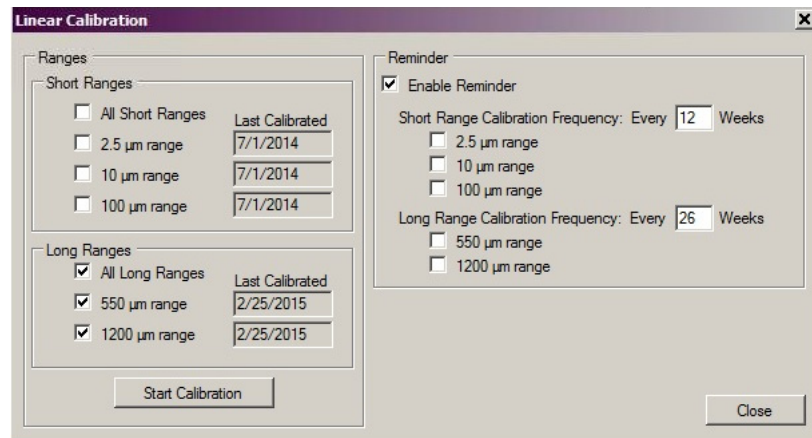 Linear Calibration
Ranges
Short Ranges
All Short Ranges
Last Calibrated
2.5 µm range 7/1/2014
10 µm range 7/1/2014
100 µm range 7/1/2014
Long Ranges
All Long Ranges
Last Calibrated
550 µm range 2/25/2015
1200 µm range 2/25/2015
Start Calibration
Reminder
Enable Reminder
Short Range Calibration Frequency: Every 12 Weeks
2.5 µm range
10 µm range
100 µm range
Long Range Calibration Frequency: Every 26 Weeks
550 µm range
1200 µm range
Close